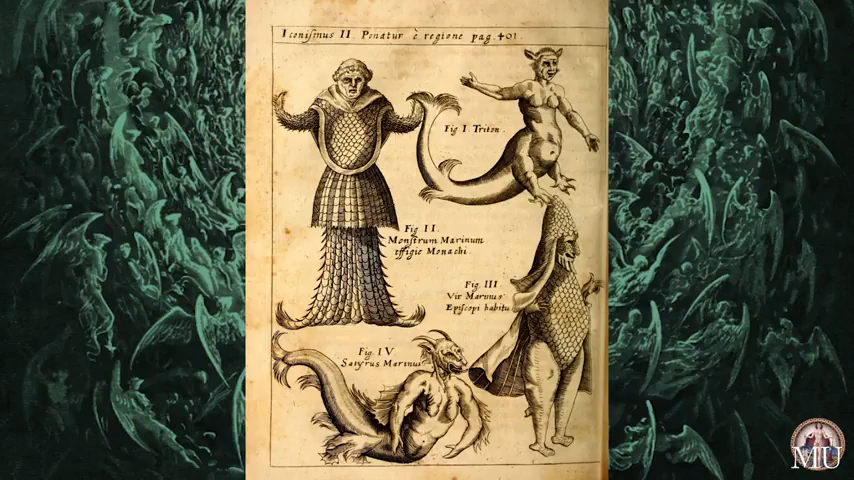 Iconismus II. Ponatur è regione pag. 401.
Fig I. Triton.
Fig II.
Monstrum Marinum
effigie Monachi.
Fig. III
Vir Marinus
Episcopi habitu
Fig. IV
Satyrus Marinus
MU